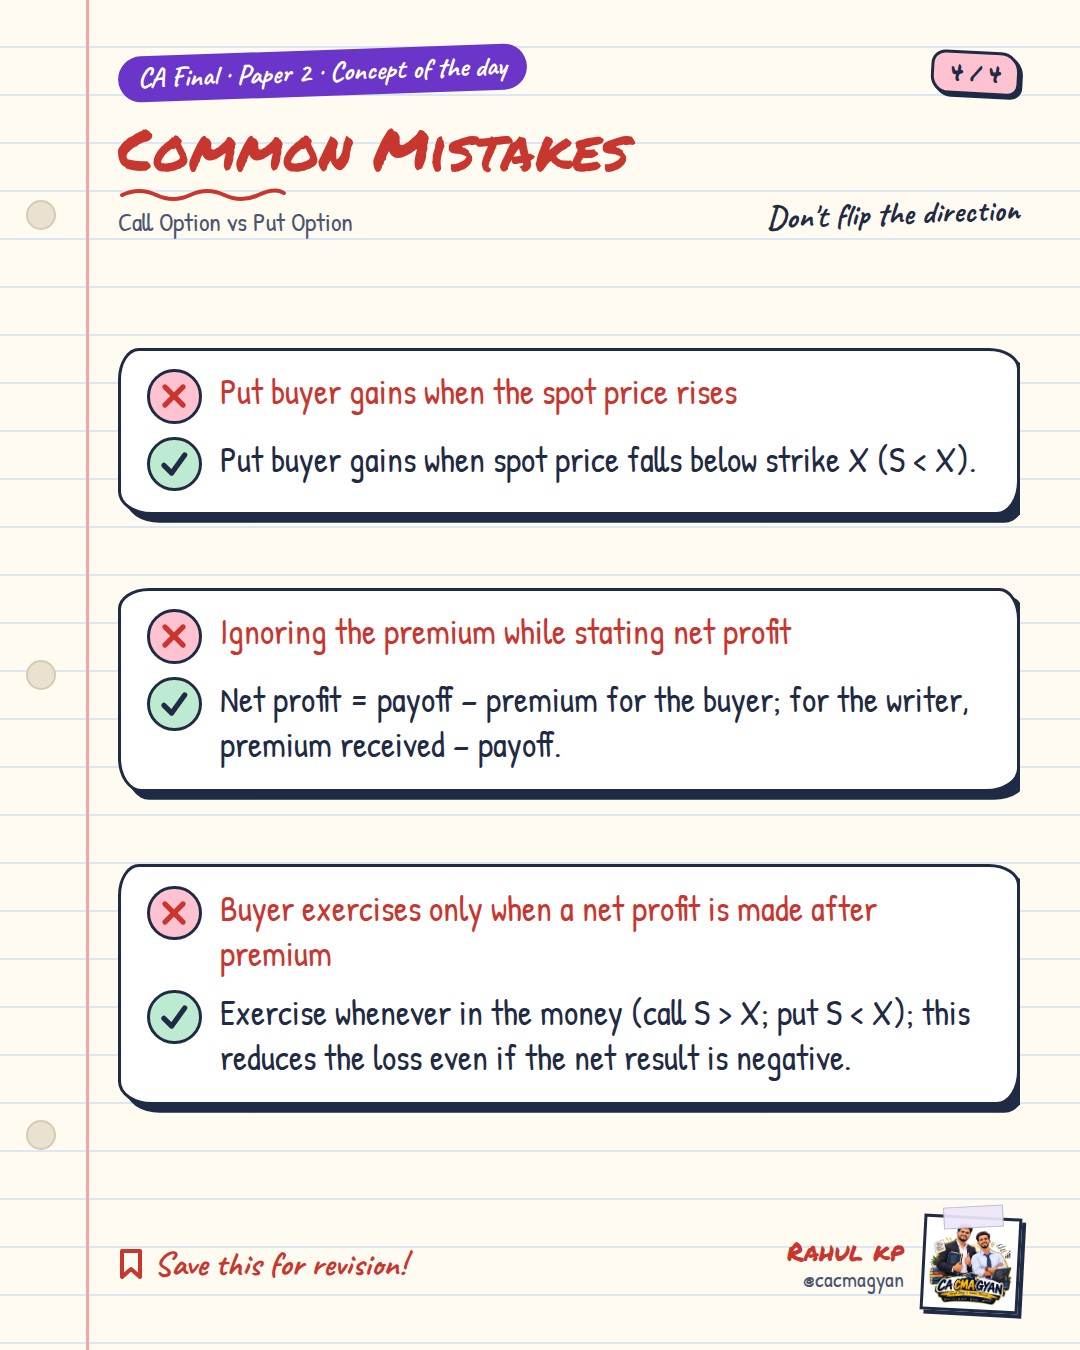 CA Final · Paper 2 · Concept of the day
4 / 4
Common Mistakes
Call Option vs Put Option
Don't flip the direction
Put buyer gains when the spot price rises
Put buyer gains when spot price falls below strike X (S < X).
Ignoring the premium while stating net profit
Net profit = payoff – premium for the buyer; for the writer,
premium received – payoff.
Buyer exercises only when a net profit is made after
premium
Exercise whenever in the money (call S > X; put S < X); this
reduces the loss even if the net result is negative.
Save this for revision!
Rahul KP
@cacmagyan
CA CMA GYAN